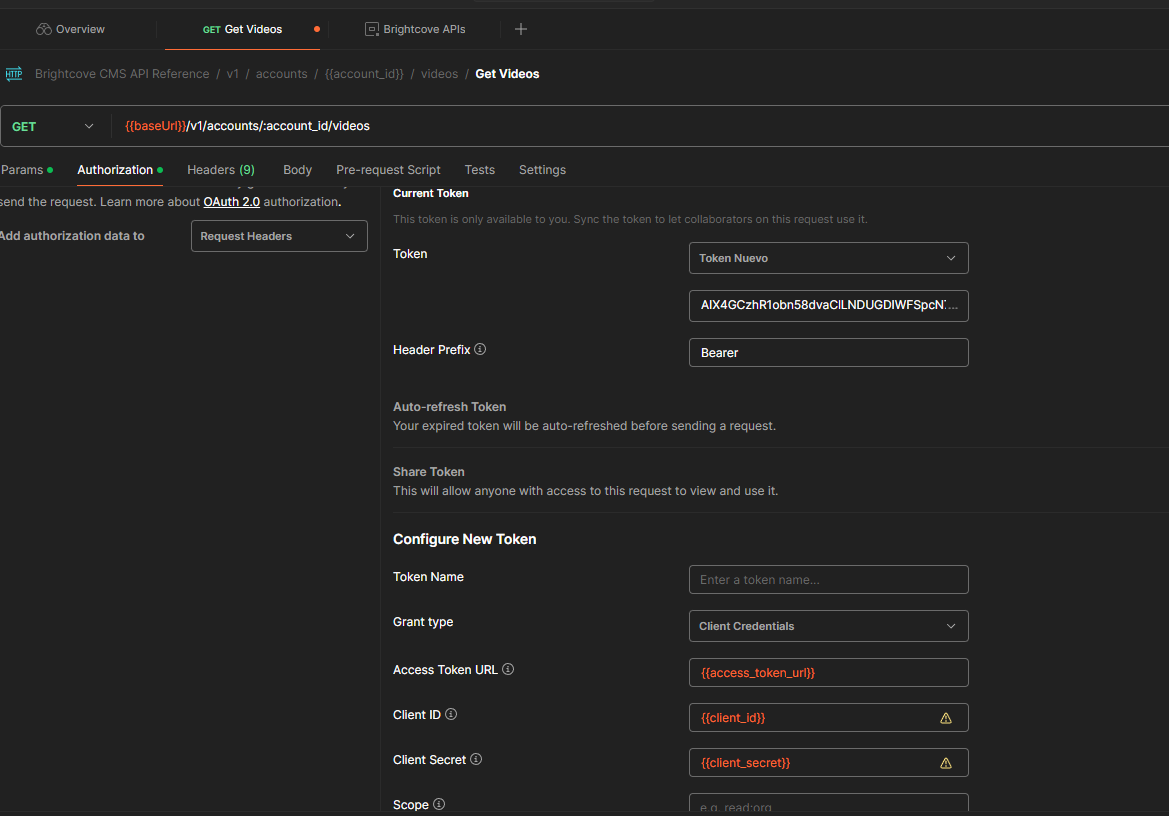 Overview GET Get Videos Brightcove APIs
HTTP Brightcove CMS API Reference / v1 / accounts / {{account_id}} / videos / Get Videos
GET {{baseUrl}}/v1/accounts/:account_id/videos
Params Authorization Headers (9) Body Pre-request Script Tests Settings
send the request. Learn more about OAuth 2.0 authorization.
Add authorization data to Request Headers
Current Token
This token is only available to you. Sync the token to let collaborators on this request use it.
Token Token Nuevo
Header Prefix Bearer
Auto-refresh Token
Your expired token will be auto-refreshed before sending a request.
Share Token
This will allow anyone with access to this request to view and use it.
Configure New Token
Token Name Enter a token name...
Grant type Client Credentials
Access Token URL {{access_token_url}}
Client ID {{client_id}}
Client Secret {{client_secret}}
Scope e.g. read:org